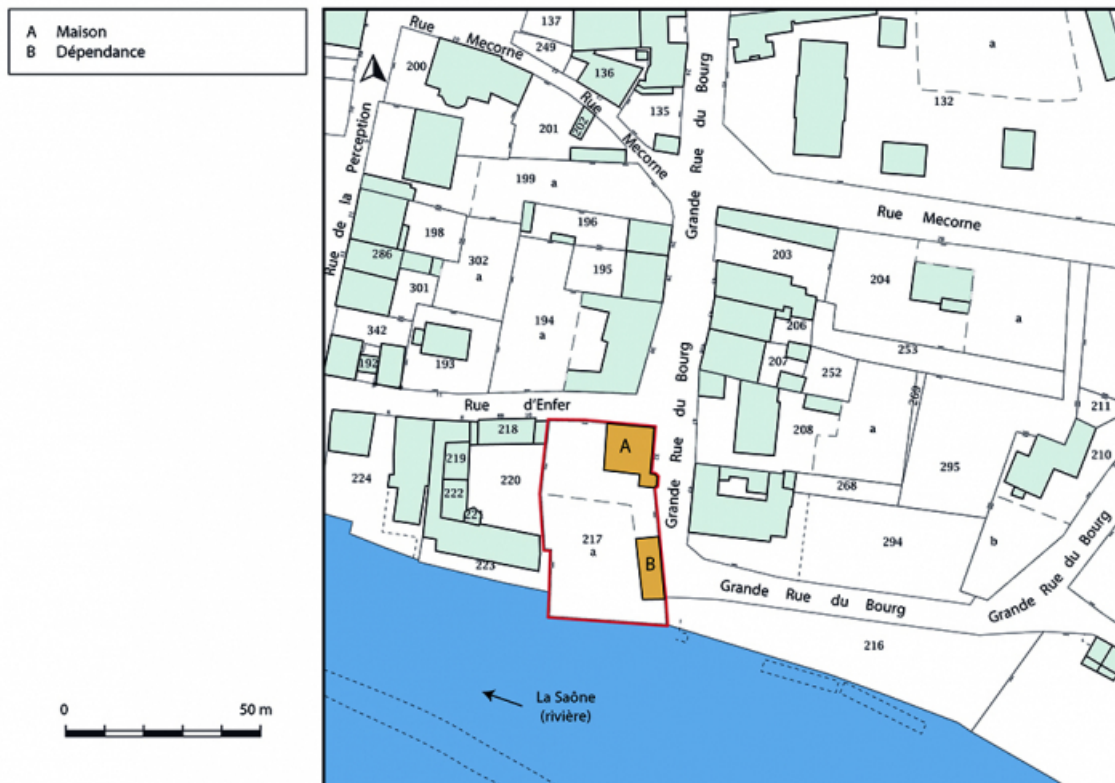 A Maison
B Dépendance
137
Rue Mecorne
249
200
136
a
132
Rue de la Perception
201
202
Rue Mecorne
135
Grande Rue du Bourg
199
a
Rue Mecorne
196
198
203
286
302
a
195
204
301
194
a
a
342
206
253
192
193
207
252
269
Grande Rue du Bourg
211
Rue d'Enfer
218
A
208
a
210
219
220
295
224
222
268
221
217
a
294
b
B
223
Grande Rue du Bourg
Grande Rue du Bourg
216
La Saône
(rivière)
0 50 m